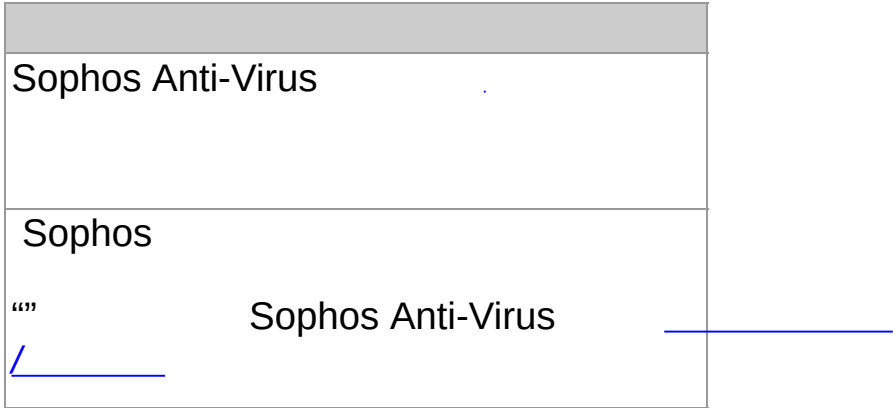 Sophos Anti-Virus .
Sophos
“” Sophos Anti-Virus
/